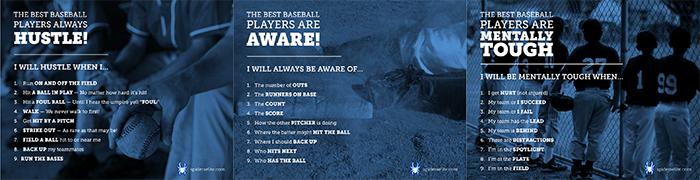 THE BEST BASEBALL
PLAYERS ALWAYS
HUSTLE!
I WILL HUSTLE WHEN I...
1. Run ON AND OFF THE FIELD
2. Hit A BALL IN PLAY — No matter how hard it's hit!
3. Hit a FOUL BALL — Until I hear the umpire yell "FOUL"
4. WALK — We never walk to first!
5. Get HIT BY A PITCH
6. STRIKE OUT — As rare as that may be!
7. FIELD A BALL hit to or near me
8. BACK UP my teammates
9. RUN THE BASES
spiderselite.com
THE BEST BASEBALL
PLAYERS ARE
AWARE!
I WILL ALWAYS BE AWARE OF...
1. The number of OUTS
2. The RUNNERS ON BASE
3. The COUNT
4. The SCORE
5. How the other PITCHER is doing
6. Where the batter might HIT THE BALL
7. Where I should BACK UP
8. Who HITS NEXT
9. Who HAS THE BALL
spiderselite.com
THE BEST BASEBALL
PLAYERS ARE
MENTALLY
TOUGH
I WILL BE MENTALLY TOUGH WHEN...
1. I get HURT (not injured)
2. My team or I SUCCEED
3. My team or I FAIL
4. My team has the LEAD
5. My team is BEHIND
6. There are DISTRACTIONS
7. I'm in the SPOTLIGHT
8. I'm at the PLATE
9. I'm in the FIELD
27
1
99
spiderselite.com